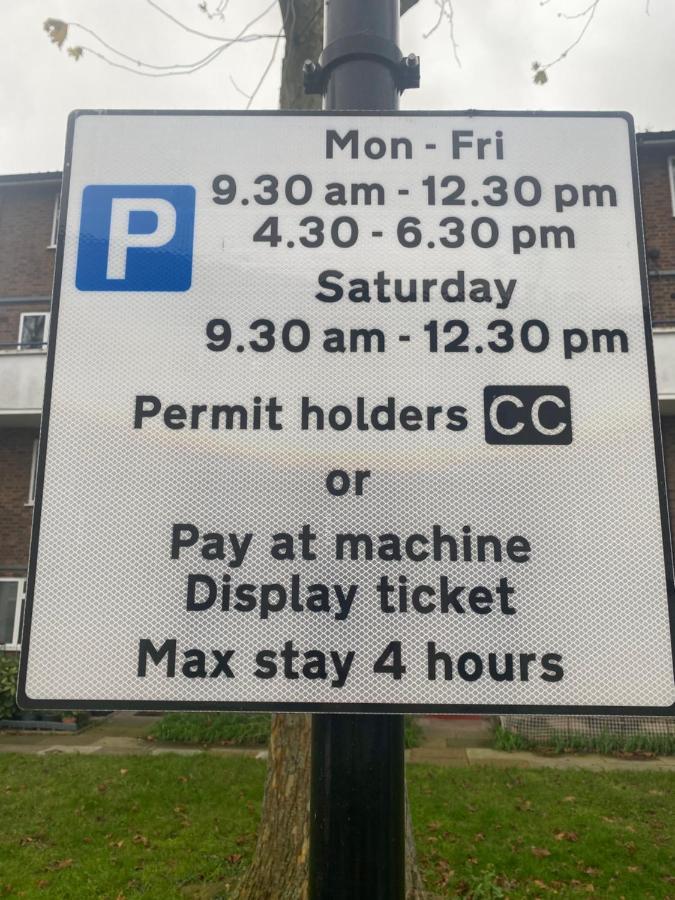 Mon - Fri
P
9.30 am - 12.30 pm
4.30 - 6.30 pm
Saturday
9.30 am - 12.30 pm
Permit holders CC
or
Pay at machine
Display ticket
Max stay 4 hours